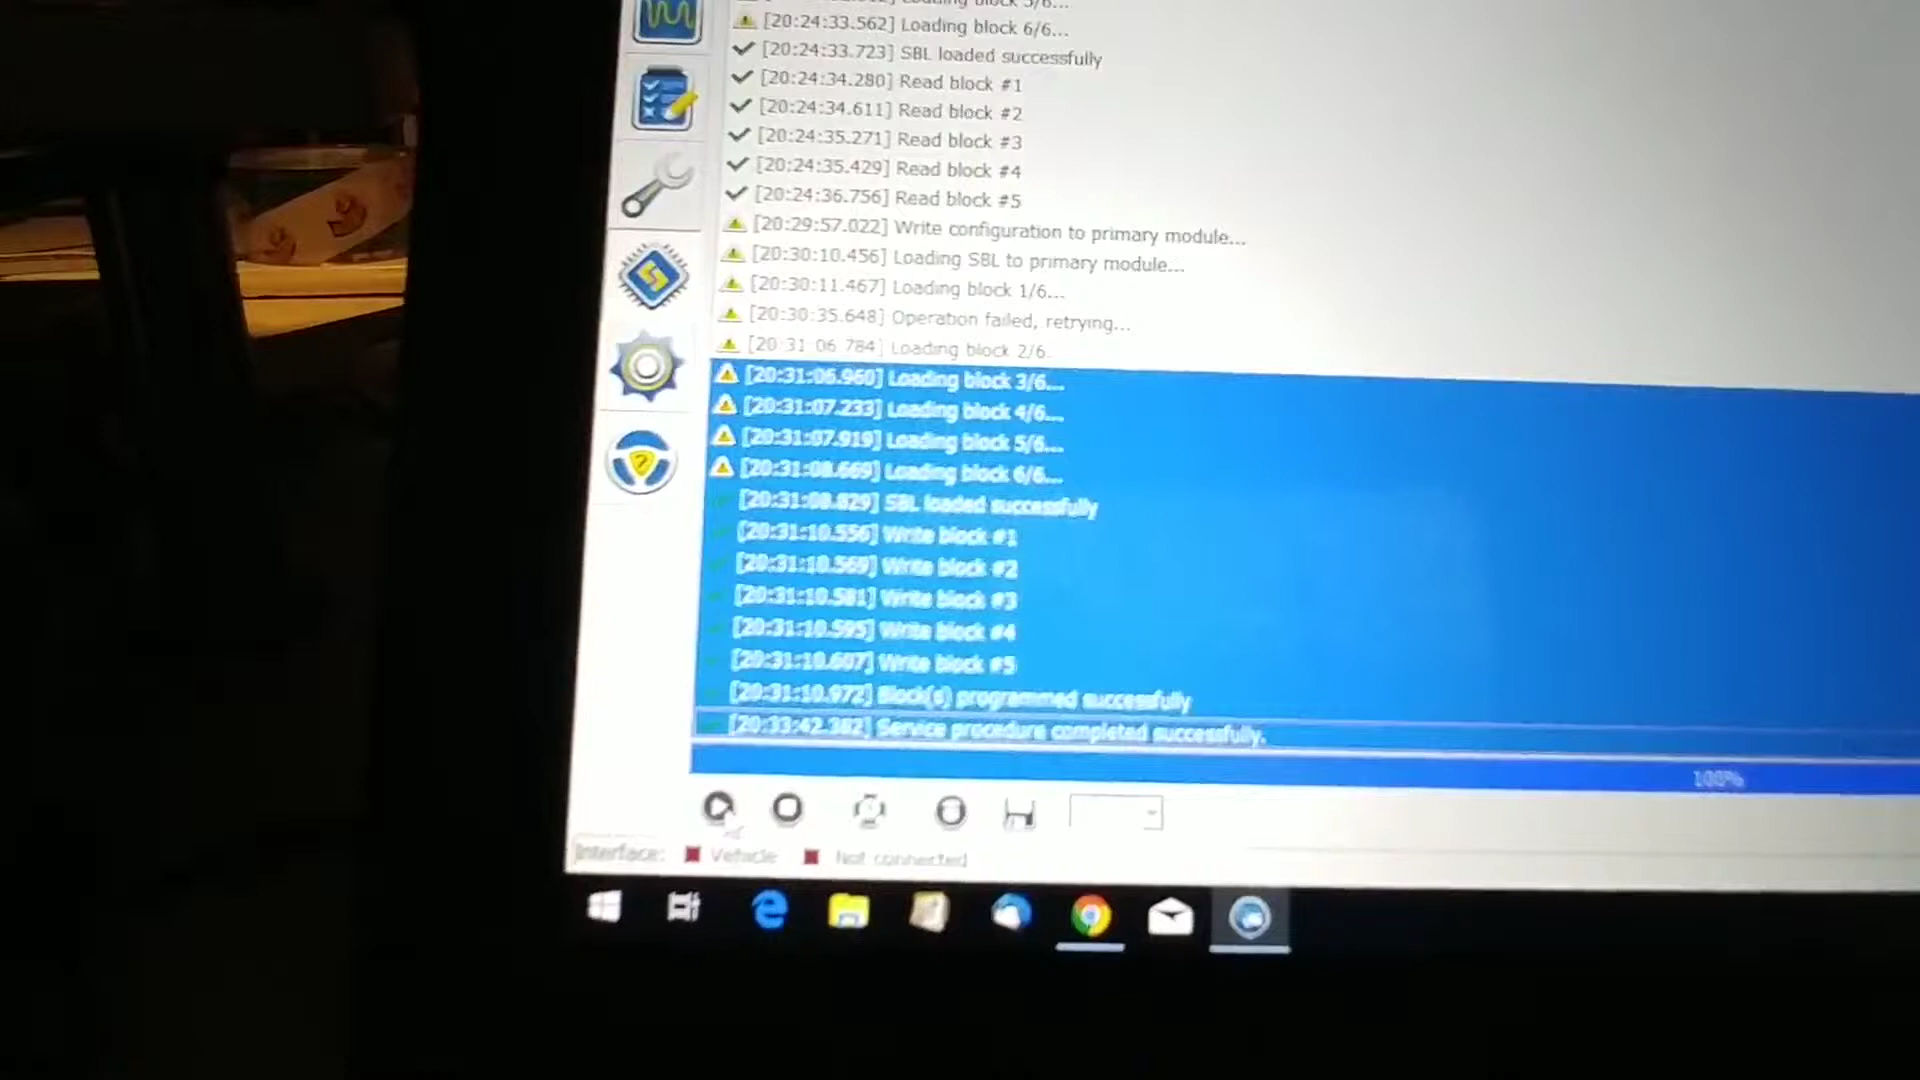 Loading block 5/6...
[20:24:33.562] Loading block 6/6...
[20:24:33.723] SBL loaded successfully
[20:24:34.280] Read block #1
[20:24:34.611] Read block #2
[20:24:35.271] Read block #3
[20:24:35.429] Read block #4
[20:24:36.756] Read block #5
[20:29:57.022] Write configuration to primary module...
[20:30:10.456] Loading SBL to primary module...
[20:30:11.467] Loading block 1/6...
[20:30:35.648] Operation failed, retrying...
[20:31:06.784] Loading block 2/6.
[20:31:06.960] Loading block 3/6...
[20:31:07.233] Loading block 4/6...
[20:31:07.919] Loading block 5/6...
[20:31:08.669] Loading block 6/6...
[20:31:08.829] SBL loaded successfully
[20:31:10.556] Write block #1
[20:31:10.569] Write block #2
[20:31:10.581] Write block #3
[20:31:10.595] Write block #4
[20:31:10.607] Write block #5
[20:31:10.972] Block(s) programmed successfully
[20:33:42.382] Service procedure completed successfully.
100%
Interface: Vehicle Not connected